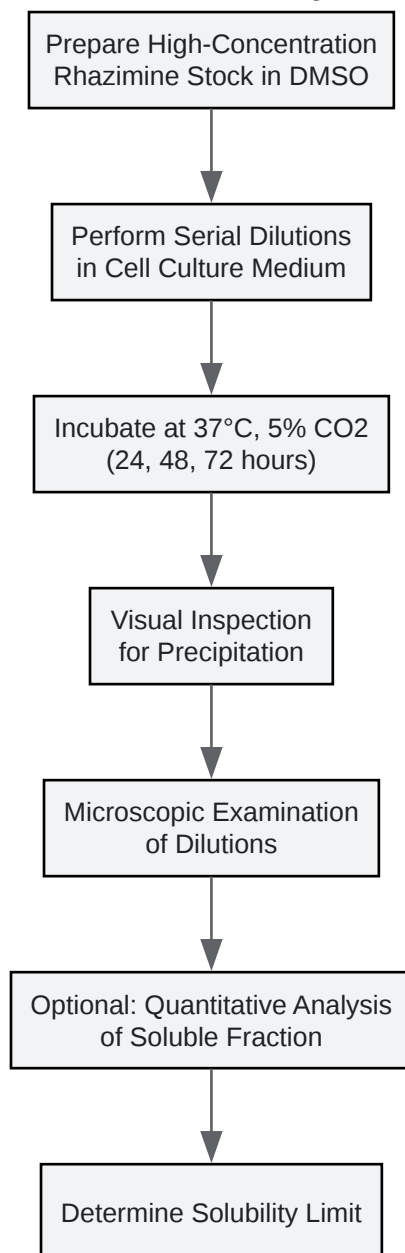 Prepare High-Concentration
Rhazimine Stock in DMSO
Perform Serial Dilutions
in Cell Culture Medium
Incubate at 37°C, 5% CO2
(24, 48, 72 hours)
Visual Inspection
for Precipitation
Microscopic Examination
of Dilutions
Optional: Quantitative Analysis
of Soluble Fraction
Determine Solubility Limit